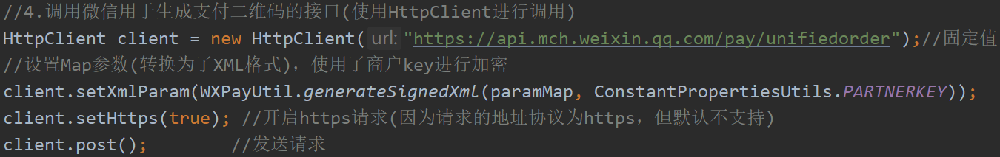 //4.调用微信用于生成支付二维码的接口(使用HttpClient进行调用)
HttpClient client = new HttpClient( url: "https://api.mch.weixin.qq.com/pay/unifiedorder");//固定值
//设置Map参数(转换为了XML格式)，使用了商户key进行加密
client.setXmlParam(WXPayUtil.generateSignedXml(paramMap, ConstantPropertiesUtils.PARTNERKEY));
client.setHttps(true); //开启https请求(因为请求的地址协议为https，但默认不支持)
client.post();        //发送请求